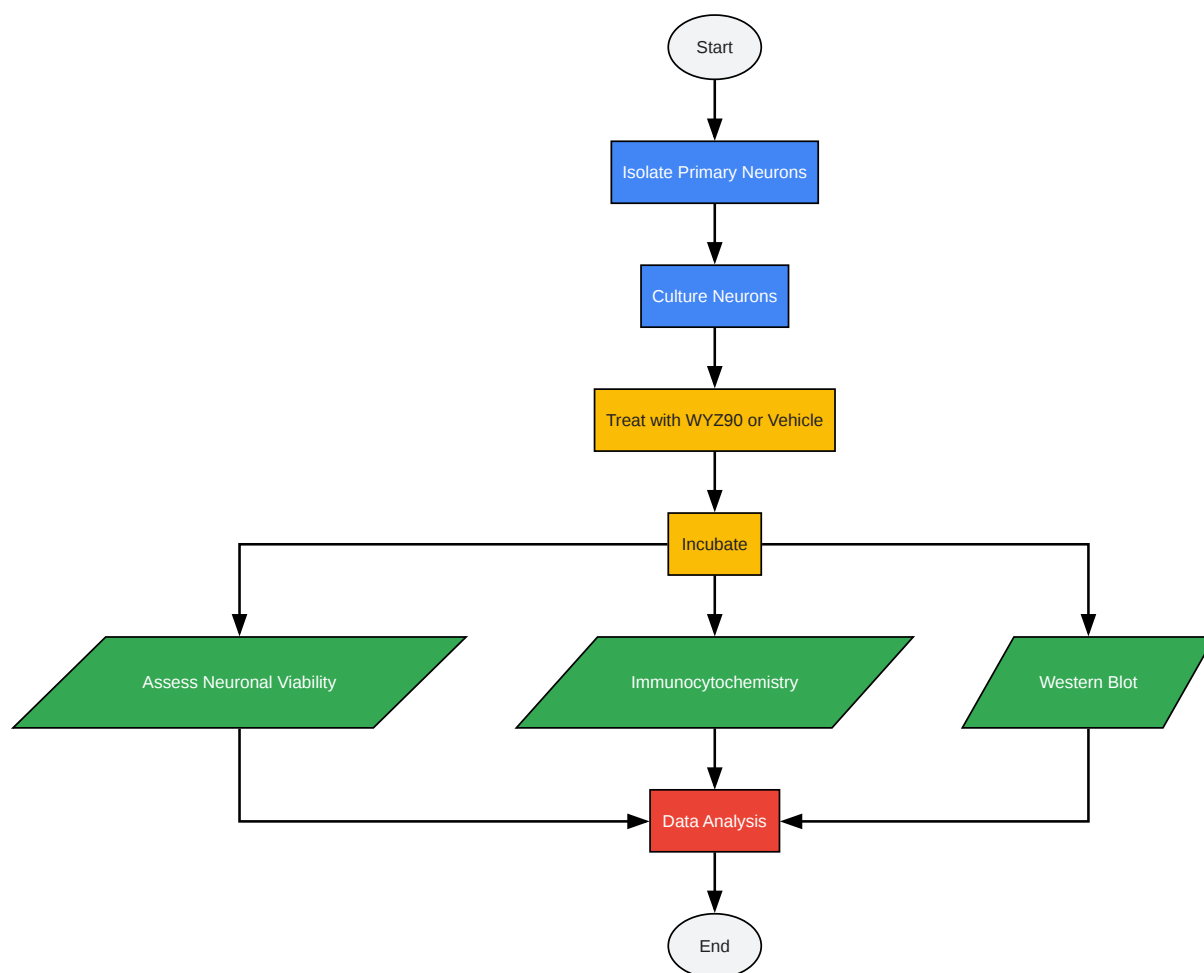 Start
Isolate Primary Neurons
Culture Neurons
Treat with WYZ90 or Vehicle
Incubate
Assess Neuronal Viability
Immunocytochemistry
Western Blot
Data Analysis
End